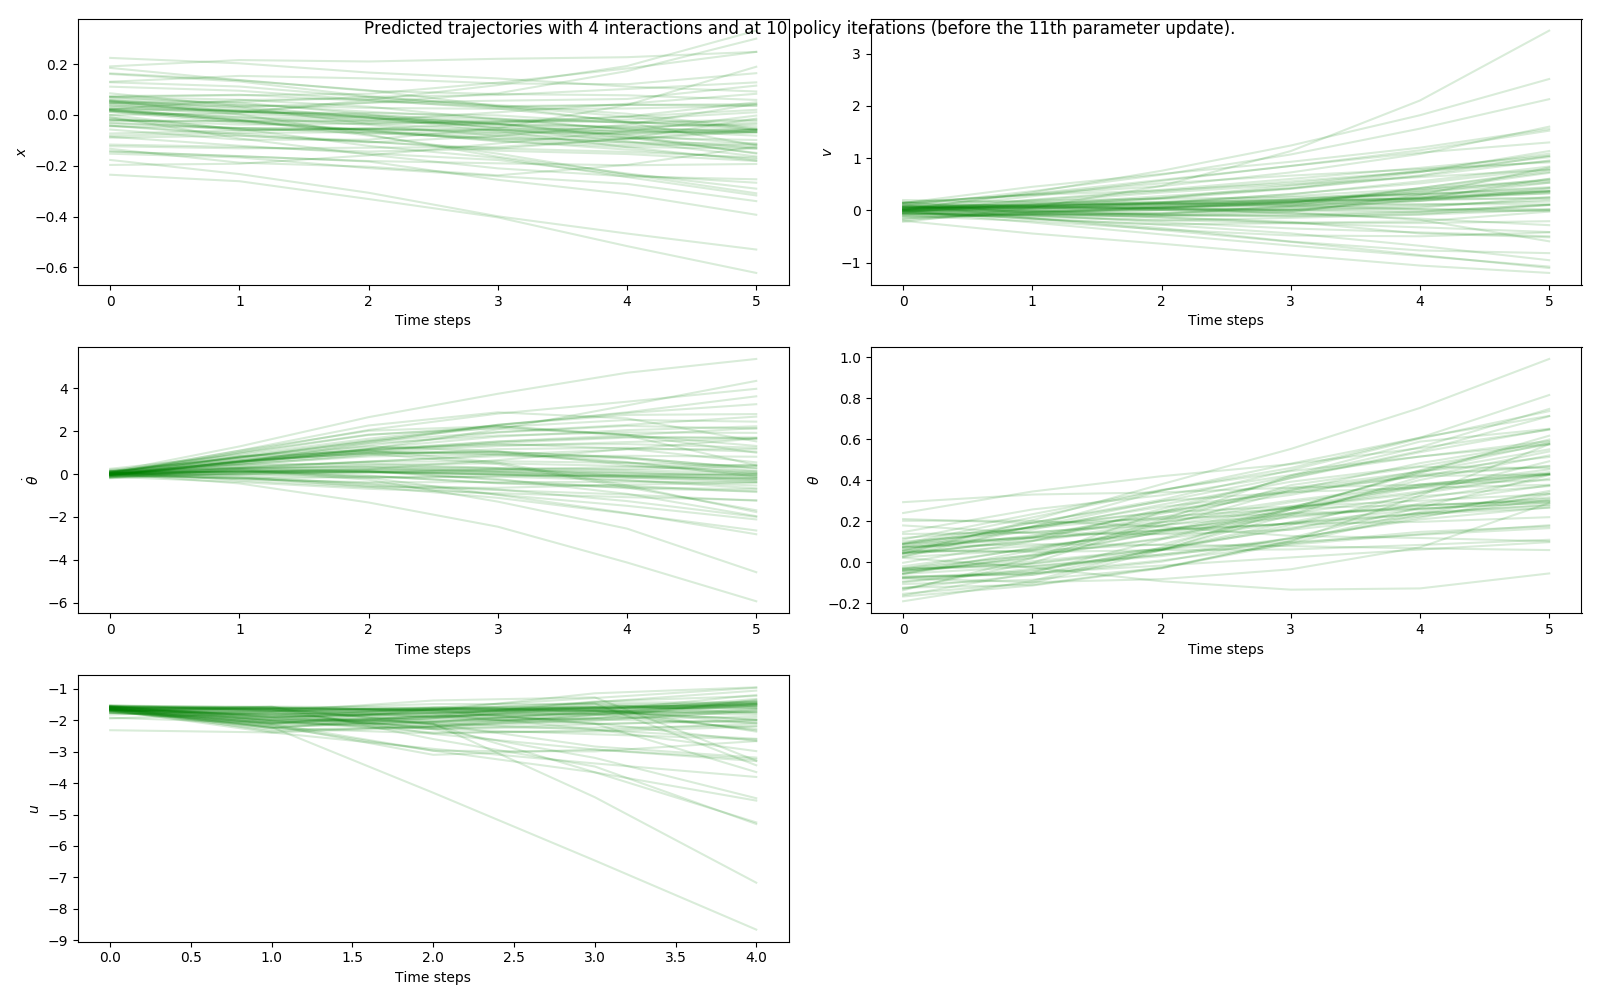 Predicted trajectories with 4 interactions and at 10 policy iterations (before the 11th parameter update).
0.2
0.0
−0.2
−0.4
−0.6
x
0 1 2 3 4 5
Time steps
3
2
1
0
−1
v
0 1 2 3 4 5
Time steps
4
2
0
−2
−4
−6
θ̇
0 1 2 3 4 5
Time steps
1.0
0.8
0.6
0.4
0.2
0.0
−0.2
θ
0 1 2 3 4 5
Time steps
−1
−2
−3
−4
−5
−6
−7
−8
−9
u
0.0 0.5 1.0 1.5 2.0 2.5 3.0 3.5 4.0
Time steps